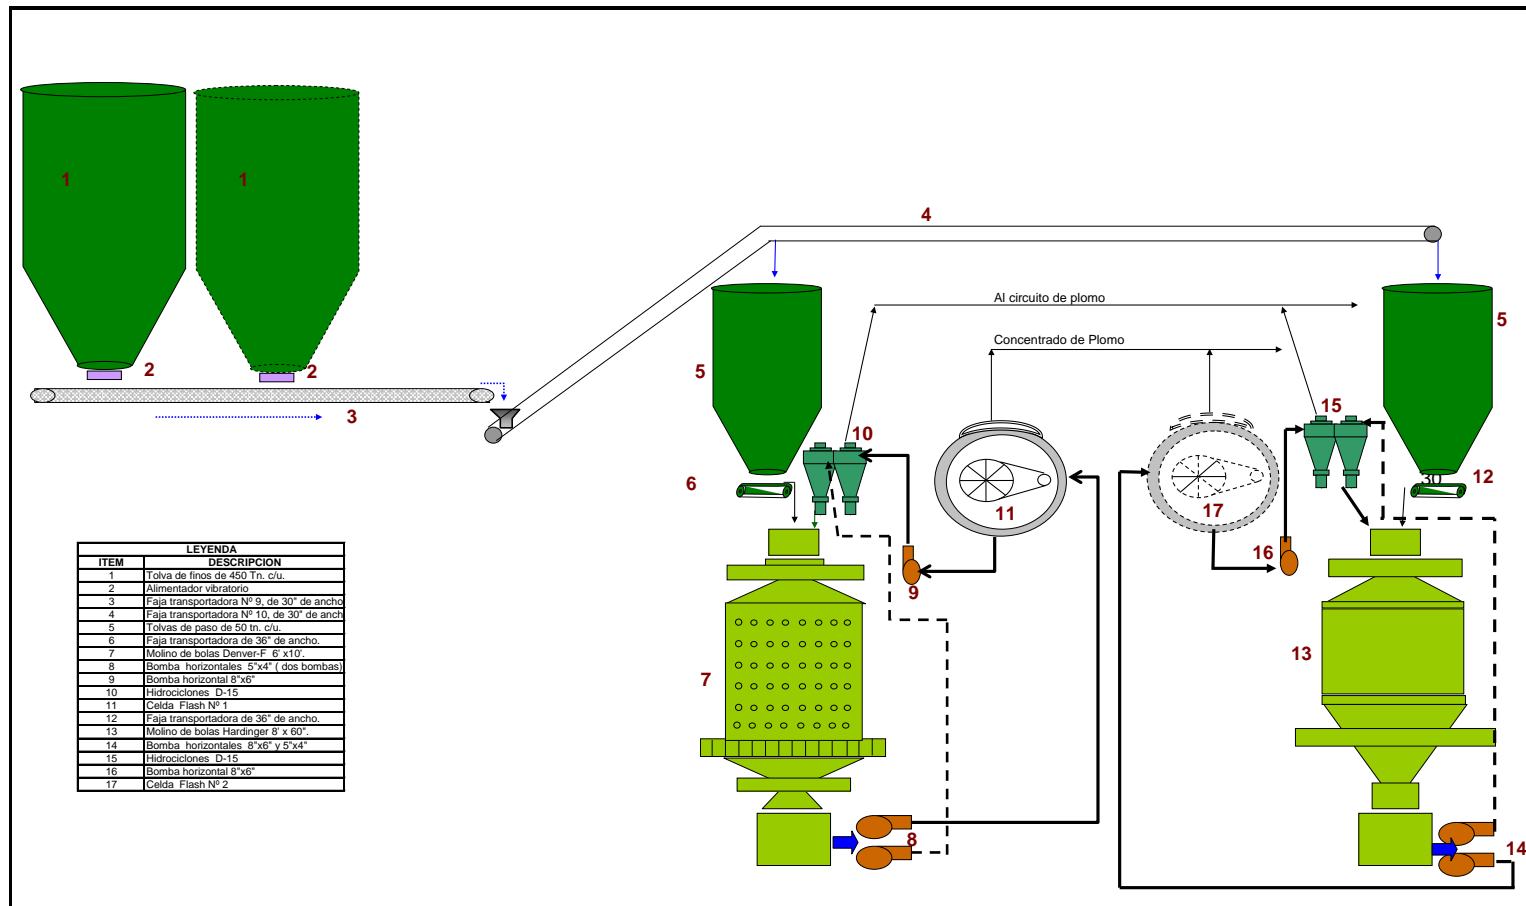 1
1
4
Al circuito de plomo
5
2
2
Concentrado de Plomo
5
3
15
10
6
30
12
11
17
16
9
LEYENDA
ITEM DESCRIPCION
1 Tolva de finos de 450 Tn. c/u.
2 Alimentador vibratorio
3 Faja transportadora Nº 9, de 30" de ancho
4 Faja transportadora Nº 10, de 30" de anch
5 Tolvas de paso de 50 tn. c/u.
6 Faja transportadora de 36" de ancho.
7 Molino de bolas Denver-F 6' x10'.
8 Bomba horizontales 5"x4" ( dos bombas)
9 Bomba horizontal 8"x6"
10 Hidrociclones D-15
11 Celda Flash Nº 1
12 Faja transportadora de 36" de ancho.
13 Molino de bolas Hardinger 8' x 60".
14 Bomba horizontales 8"x6" y 5"x4"
15 Hidrociclones D-15
16 Bomba horizontal 8"x6"
17 Celda Flash Nº 2
7
13
8
14